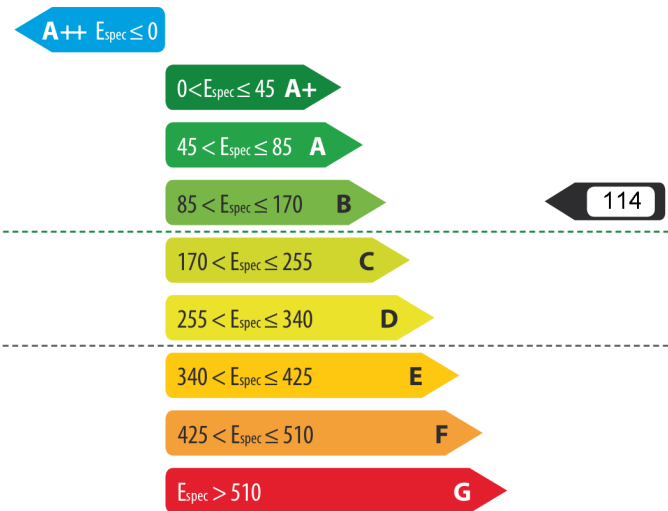 A++ Espec ≤ 0
0<Espec ≤ 45 A+
45 < Espec ≤ 85 A
85 < Espec ≤ 170 B
114
170 < Espec ≤ 255 C
255 < Espec ≤ 340 D
340 < Espec ≤ 425 E
425 < Espec ≤ 510 F
Espec > 510 G